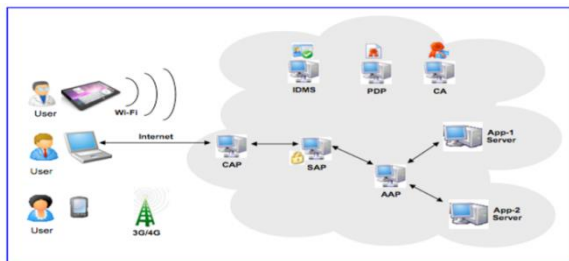 IDMS
PDP
CA
User
Wi-Fi
Internet
User
CAP
SAP
AAP
App-1
Server
User
3G/4G
App-2
Server